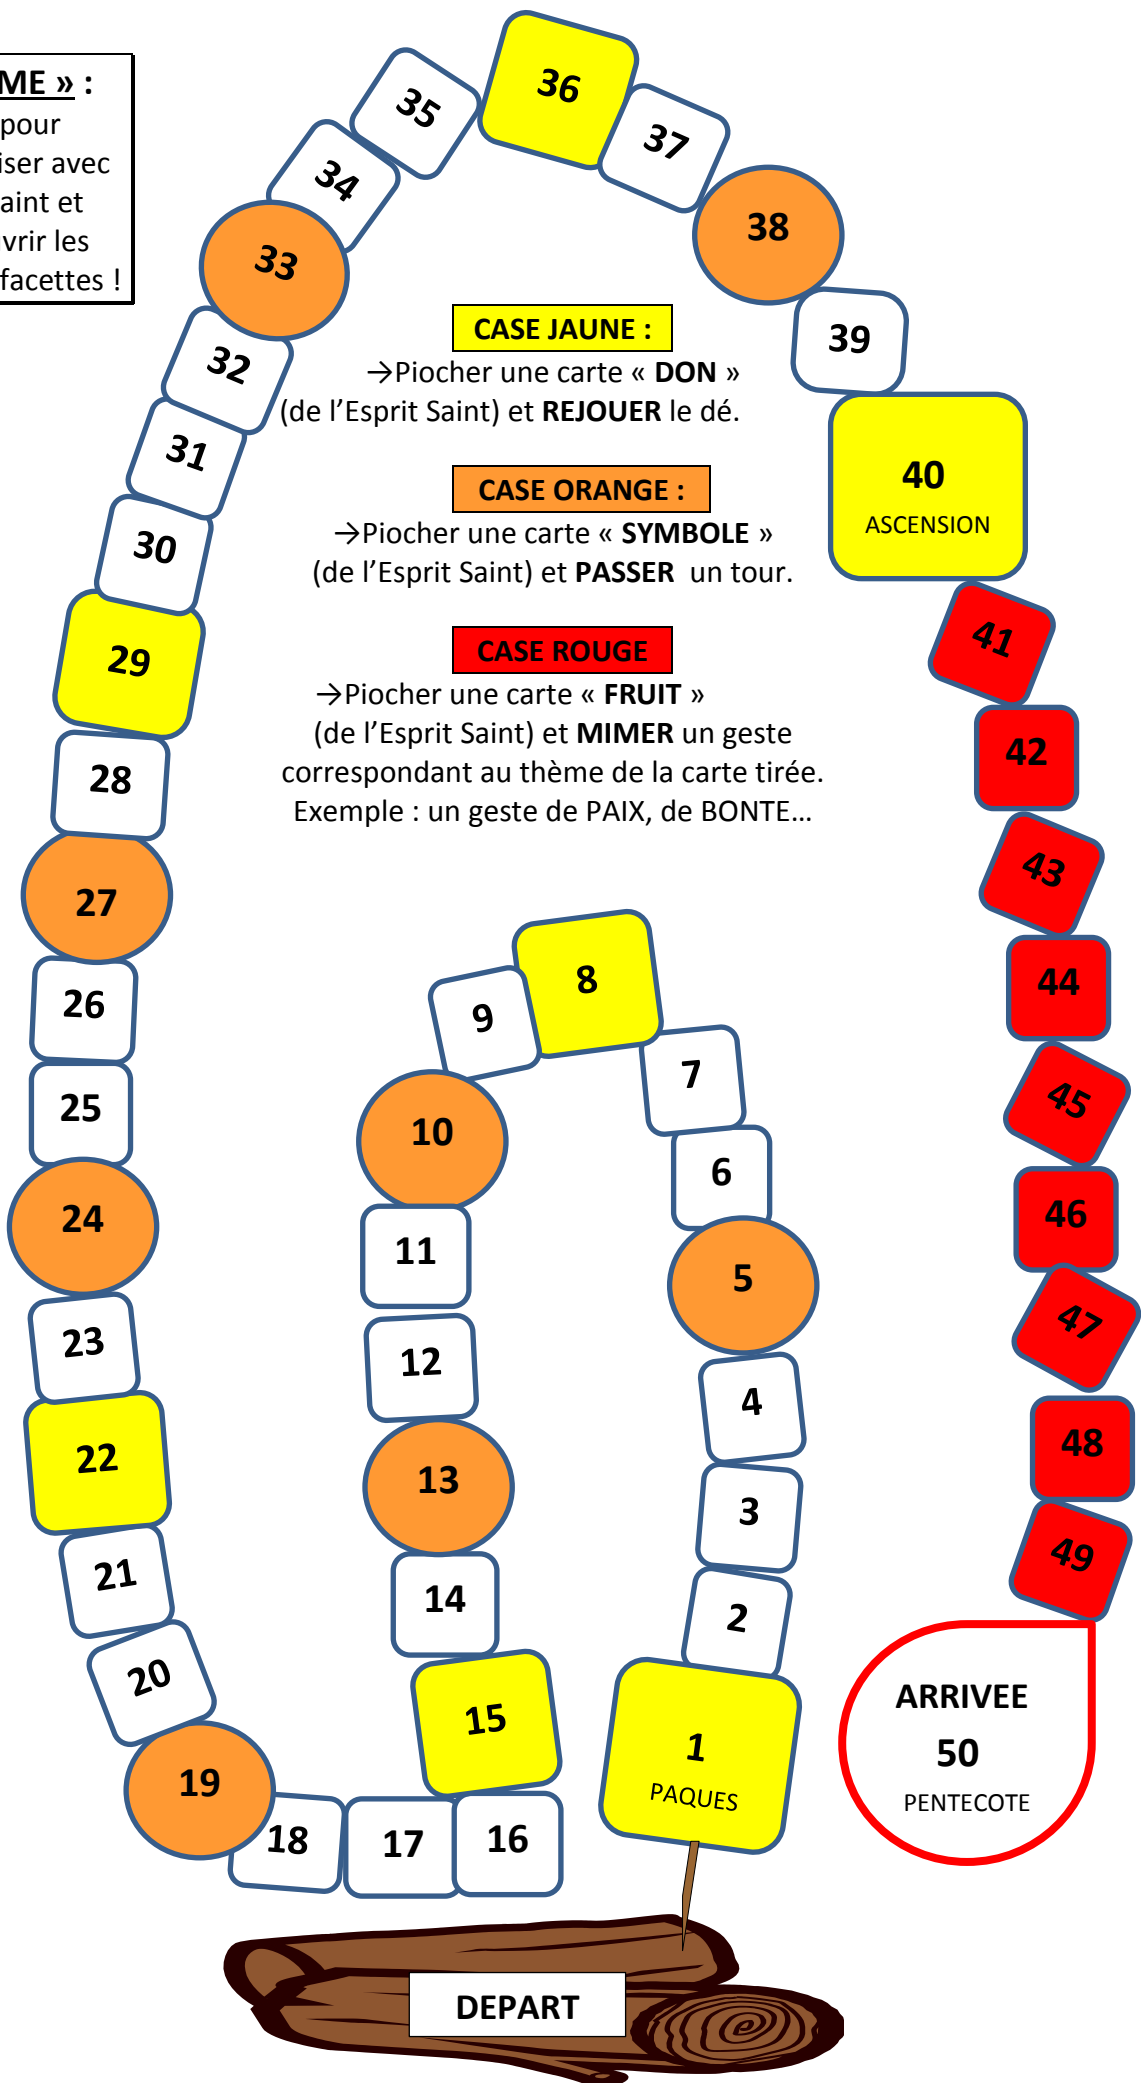 ME » :
pour
iser avec
aint et
vrir les
facettes !
CASE JAUNE :
→Piocher une carte « DON »
(de l’Esprit Saint) et REJOUER le dé.
CASE ORANGE :
→Piocher une carte « SYMBOLE »
(de l’Esprit Saint) et PASSER un tour.
CASE ROUGE
→Piocher une carte « FRUIT »
(de l’Esprit Saint) et MIMER un geste
correspondant au thème de la carte tirée.
Exemple : un geste de PAIX, de BONTE…
DEPART
1
PAQUES
2
3
4
5
6
7
8
9
10
11
12
13
14
15
16
17
18
19
20
21
22
23
24
25
26
27
28
29
30
31
32
33
34
35
36
37
38
39
40
ASCENSION
41
42
43
44
45
46
47
48
49
ARRIVEE
50
PENTECOTE